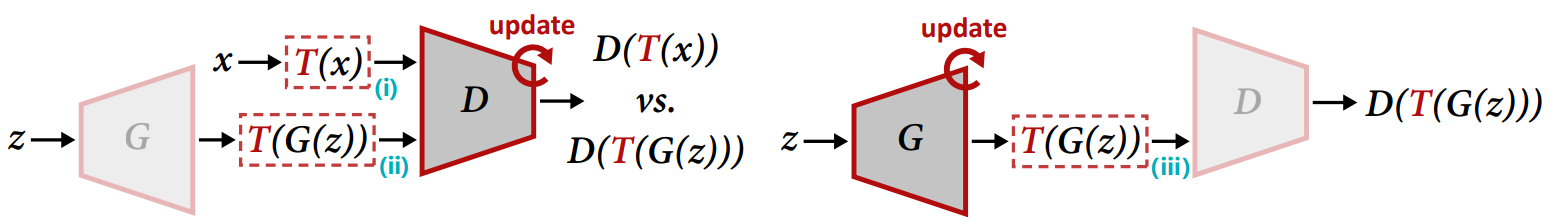 update
x
T(x)
(i)
D(T(x))
D
vs.
z
G
T(G(z))
(ii)
D(T(G(z)))
update
z
G
T(G(z))
(iii)
D
D(T(G(z)))